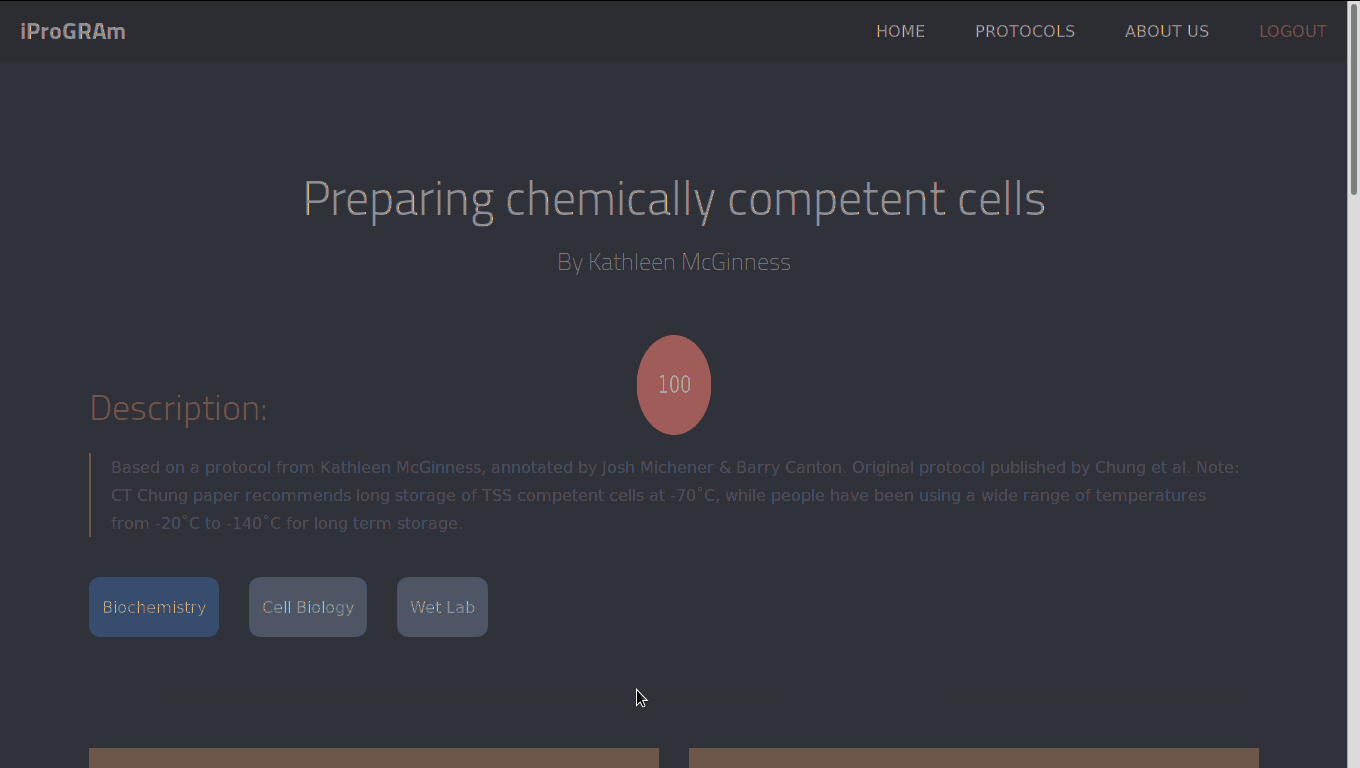 iProGRAm
HOME
PROTOCOLS
ABOUT US
LOGOUT
Preparing chemically competent cells
By Kathleen McGinness
100
Description:
Based on a protocol from Kathleen McGinness, annotated by Josh Michener & Barry Canton. Original protocol published by Chung et al. Note:
CT Chung paper recommends long storage of TSS competent cells at -70˚C, while people have been using a wide range of temperatures
from -20˚C to -140˚C for long term storage.
Biochemistry
Cell Biology
Wet Lab